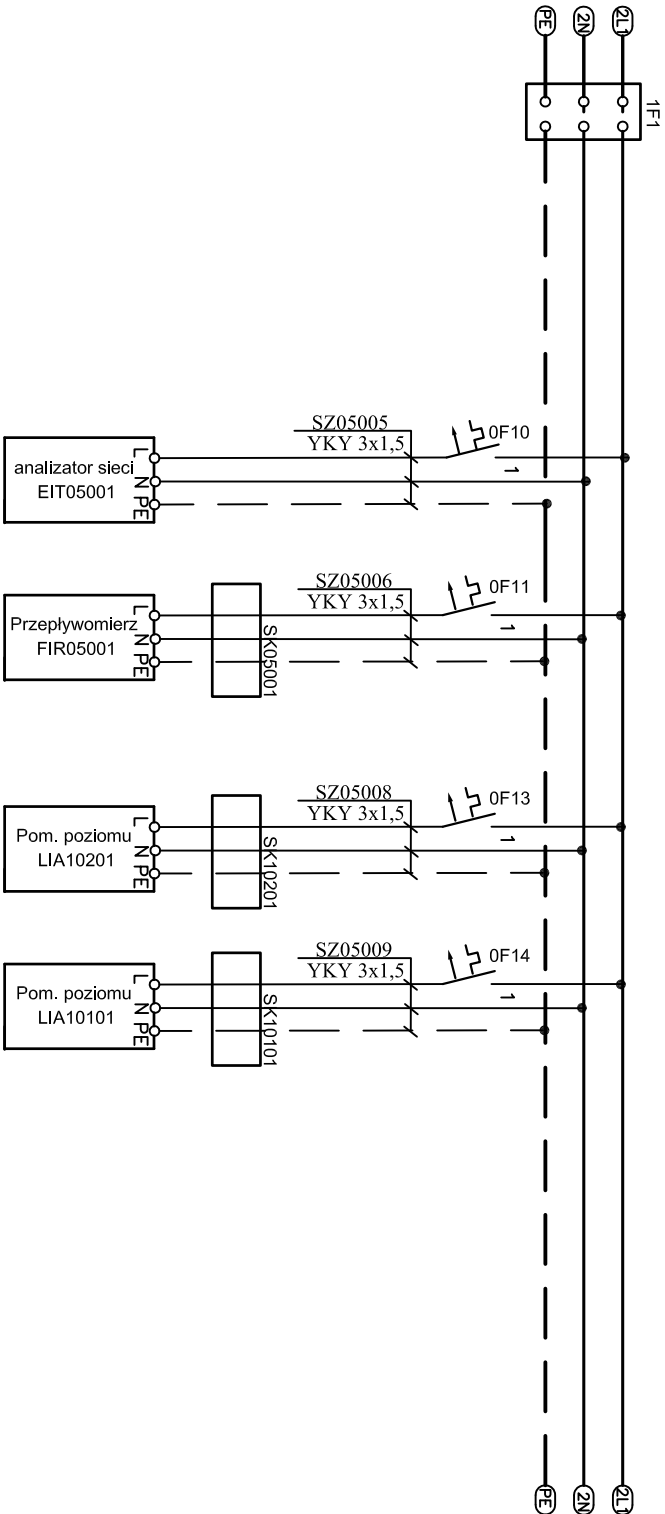 PE
2N
2L1
1F1
SZ05005
YKY 3x1,5
0F10
1
analizator sieci
EIT05001
L
N
PE
SZ05006
YKY 3x1,5
0F11
1
Przepływomierz
FIR05001
L
N
PE
SK05001
SZ05008
YKY 3x1,5
0F13
1
Pom. poziomu
LIA10201
L
N
PE
SK10201
SZ05009
YKY 3x1,5
0F14
1
Pom. poziomu
LIA10101
L
N
PE
SK10101
PE
2N
2L1